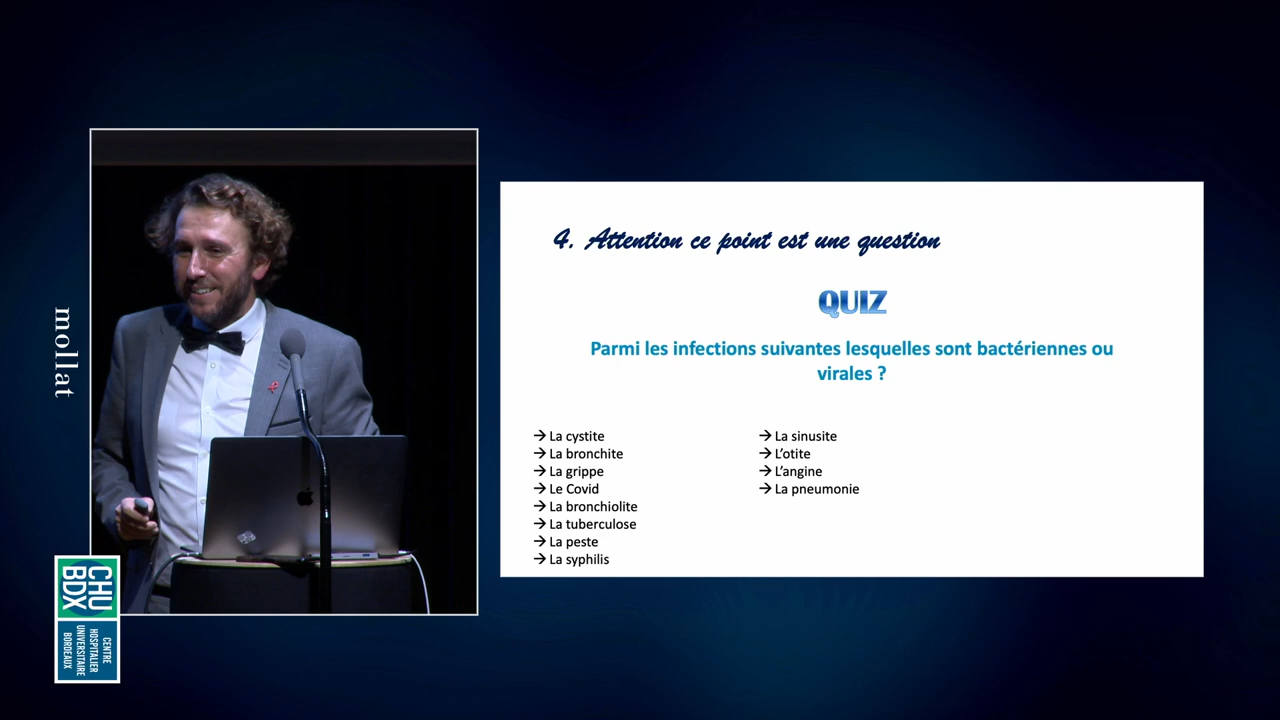 mollat
CHU
BDX
CENTRE
HOSPITALIER
UNIVERSITAIRE
BORDEAUX
4. Attention ce point est une question
QUIZ
Parmi les infections suivantes lesquelles sont bactériennes ou
virales ?
→ La cystite
→ La bronchite
→ La grippe
→ Le Covid
→ La bronchiolite
→ La tuberculose
→ La peste
→ La syphilis
→ La sinusite
→ L’otite
→ L’angine
→ La pneumonie